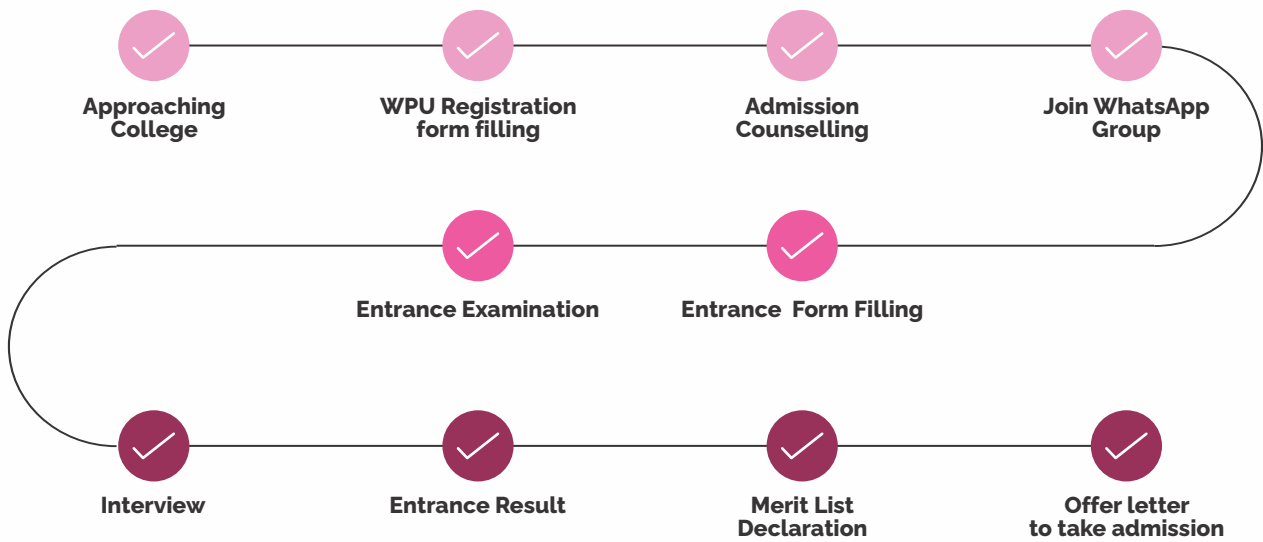 Approaching
College
WPU Registration
form filling
Admission
Counselling
Join WhatsApp
Group
Entrance Form Filling
Entrance Examination
Interview
Entrance Result
Merit List
Declaration
Offer letter
to take admission